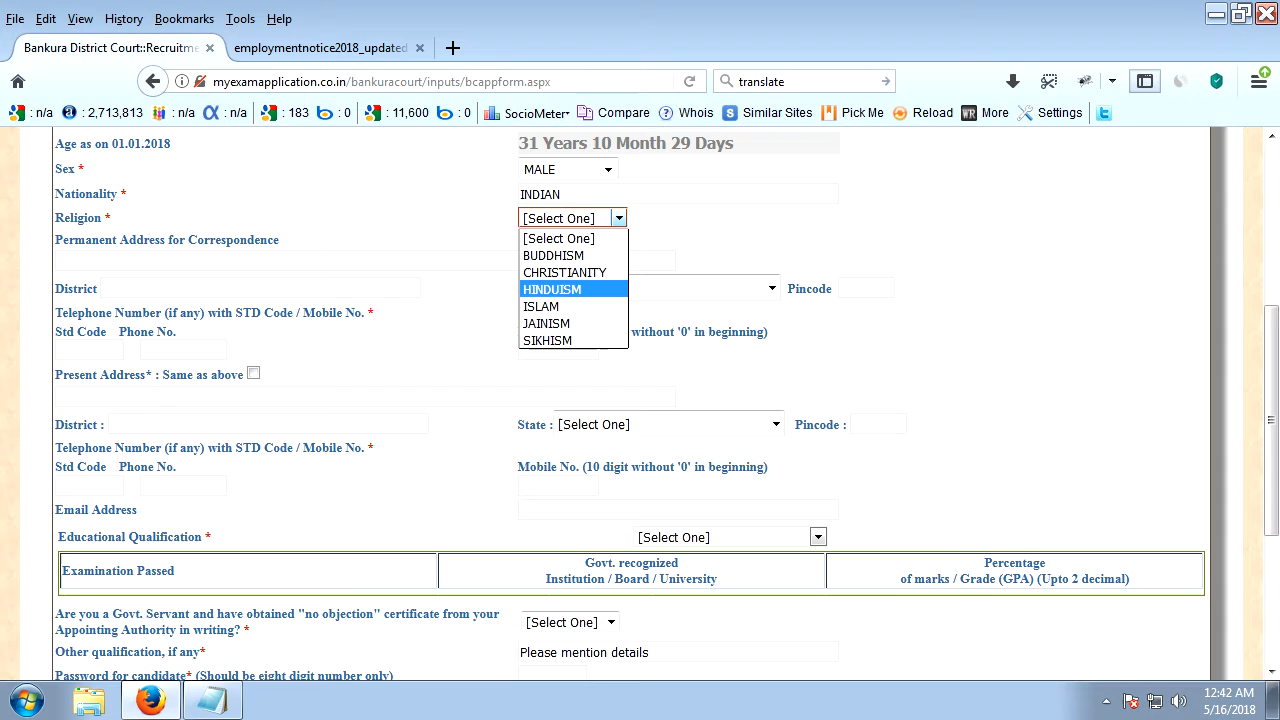 File Edit View History Bookmarks Tools Help
Bankura District Court::Recruitme employmentnotice2018_updated
myexamapplication.co.in/bankuracourt/inputs/bcappform.aspx translate
: n/a : 2,713,813 : n/a : n/a : 183 : 0 : 11,600 : 0 SocioMeter Compare Whois Similar Sites Pick Me Reload WR More Settings
Age as on 01.01.2018 31 Years 10 Month 29 Days
Sex * MALE
Nationality * INDIAN
Religion * [Select One]
[Select One]
Permanent Address for Correspondence
BUDDHISM
CHRISTIANITY
HINDUISM
District Pincode
ISLAM
Telephone Number (if any) with STD Code / Mobile No. *
JAINISM
Std Code Phone No. without '0' in beginning)
SIKHISM
Present Address* : Same as above
District : State : [Select One] Pincode :
Telephone Number (if any) with STD Code / Mobile No. *
Std Code Phone No. Mobile No. (10 digit without '0' in beginning)
Email Address
Educational Qualification * [Select One]
Examination Passed
Govt. recognized
Institution / Board / University
Percentage
of marks / Grade (GPA) (Upto 2 decimal)
Are you a Govt. Servant and have obtained "no objection" certificate from your
Appointing Authority in writing? * [Select One]
Other qualification, if any* Please mention details
Password for candidate* (Should be eight digit number only)
12:42 AM
5/16/2018